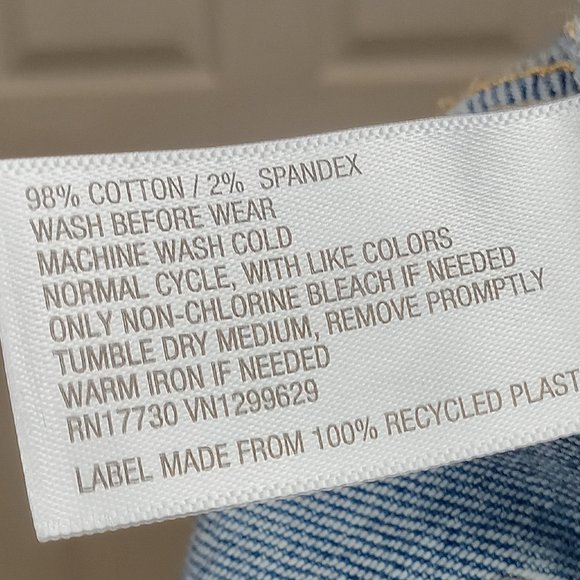 98% COTTON / 2% SPANDEX
WASH BEFORE WEAR
MACHINE WASH COLD
NORMAL CYCLE, WITH LIKE COLORS
ONLY NON-CHLORINE BLEACH IF NEEDED
TUMBLE DRY MEDIUM, REMOVE PROMPTLY
WARM IRON IF NEEDED
RN17730 VN1299629
LABEL MADE FROM 100% RECYCLED PLAST